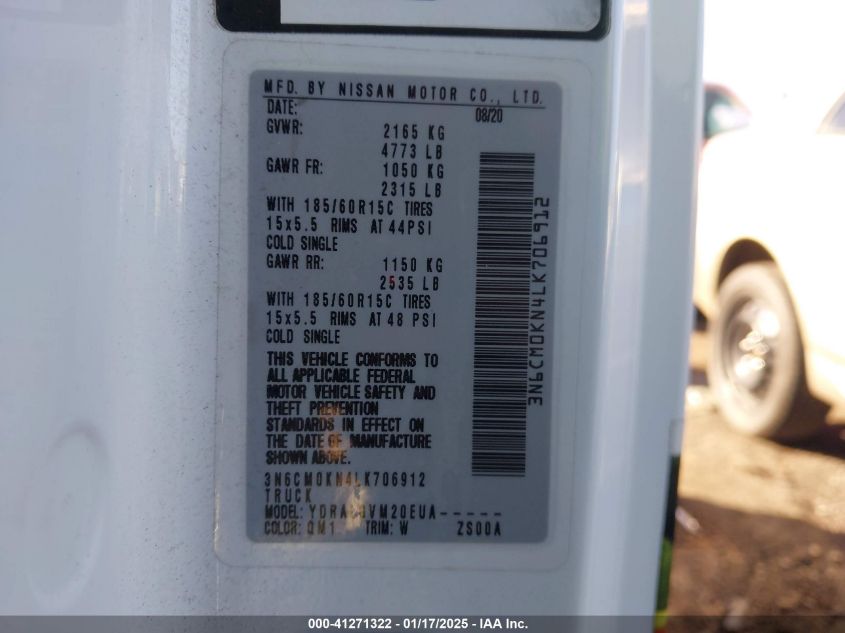 MFD. BY NISSAN MOTOR CO., LTD.
DATE: 08/20
GVWR: 2165 KG
4773 LB
GAWR FR: 1050 KG
2315 LB
WITH 185/60R15C TIRES
15x5.5 RIMS AT 44PSI
COLD SINGLE
GAWR RR: 1150 KG
2535 LB
WITH 185/60R15C TIRES
15x5.5 RIMS AT 48 PSI
COLD SINGLE
THIS VEHICLE CONFORMS TO
ALL APPLICABLE FEDERAL
MOTOR VEHICLE SAFETY AND
THEFT PREVENTION
STANDARDS IN EFFECT ON
THE DATE OF MANUFACTURE
SHOWN ABOVE.
3N6CM0KN4LK706912
TRUCK
MODEL:
COLOR: QM1 TRIM: W ZS00A
3N6CM0KN4LK706912
000-41271322 / 01/17/2025 - IAA Inc.